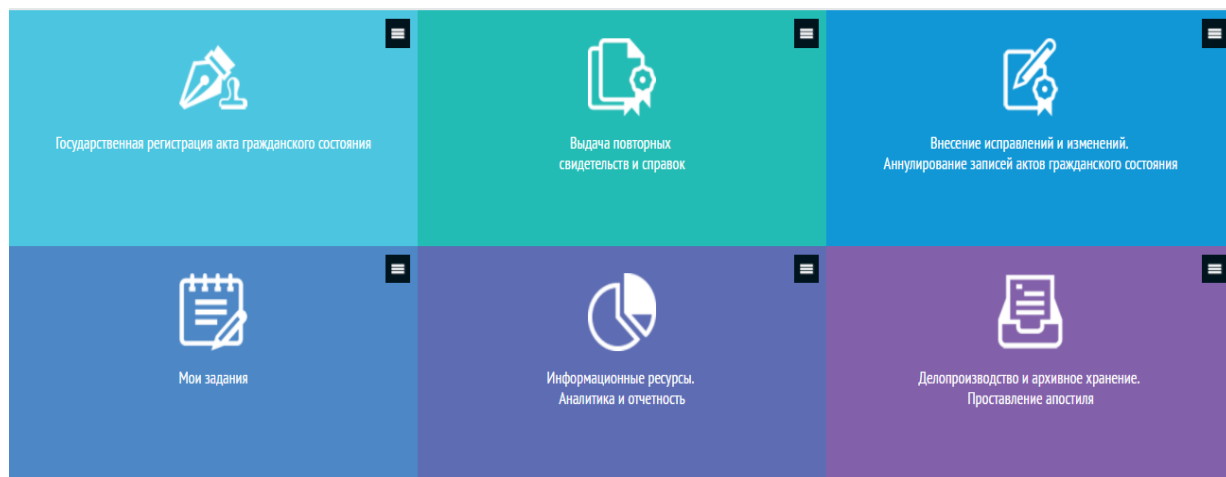 Государственная регистрация акта гражданского состояния
Выдача повторных
свидетельств и справок
Внесение исправлений и изменений.
Аннулирование записей актов гражданского состояния
Мои задания
Информационные ресурсы.
Аналитика и отчетность
Делопроизводство и архивное хранение.
Проставление апостиля